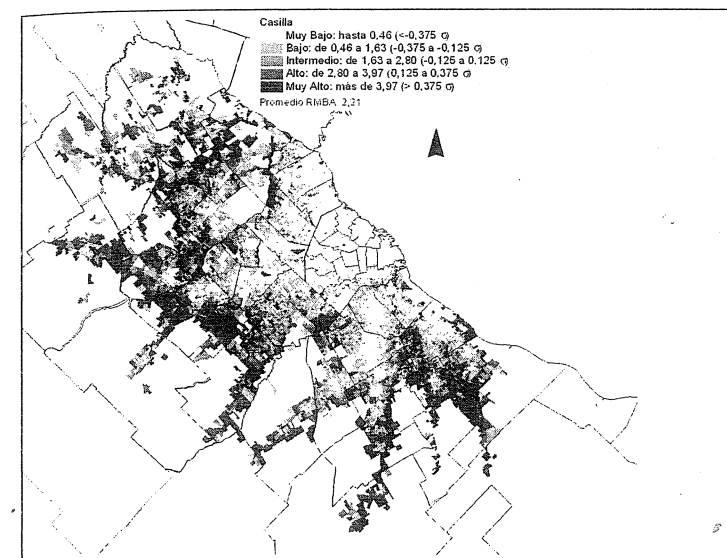 Casilla
Muy Bajo: hasta 0,46 (<-0,375 σ)
Bajo: de 0,46 a 1,63 (-0,375 a -0,125 σ)
Intermedio: de 1,63 a 2,80 (-0,125 a 0,125 σ)
Alto: de 2,80 a 3,97 (0,125 a 0,375 σ)
Muy Alto: más de 3,97 (> 0,375 σ)
Promedio RMBA: 2,21